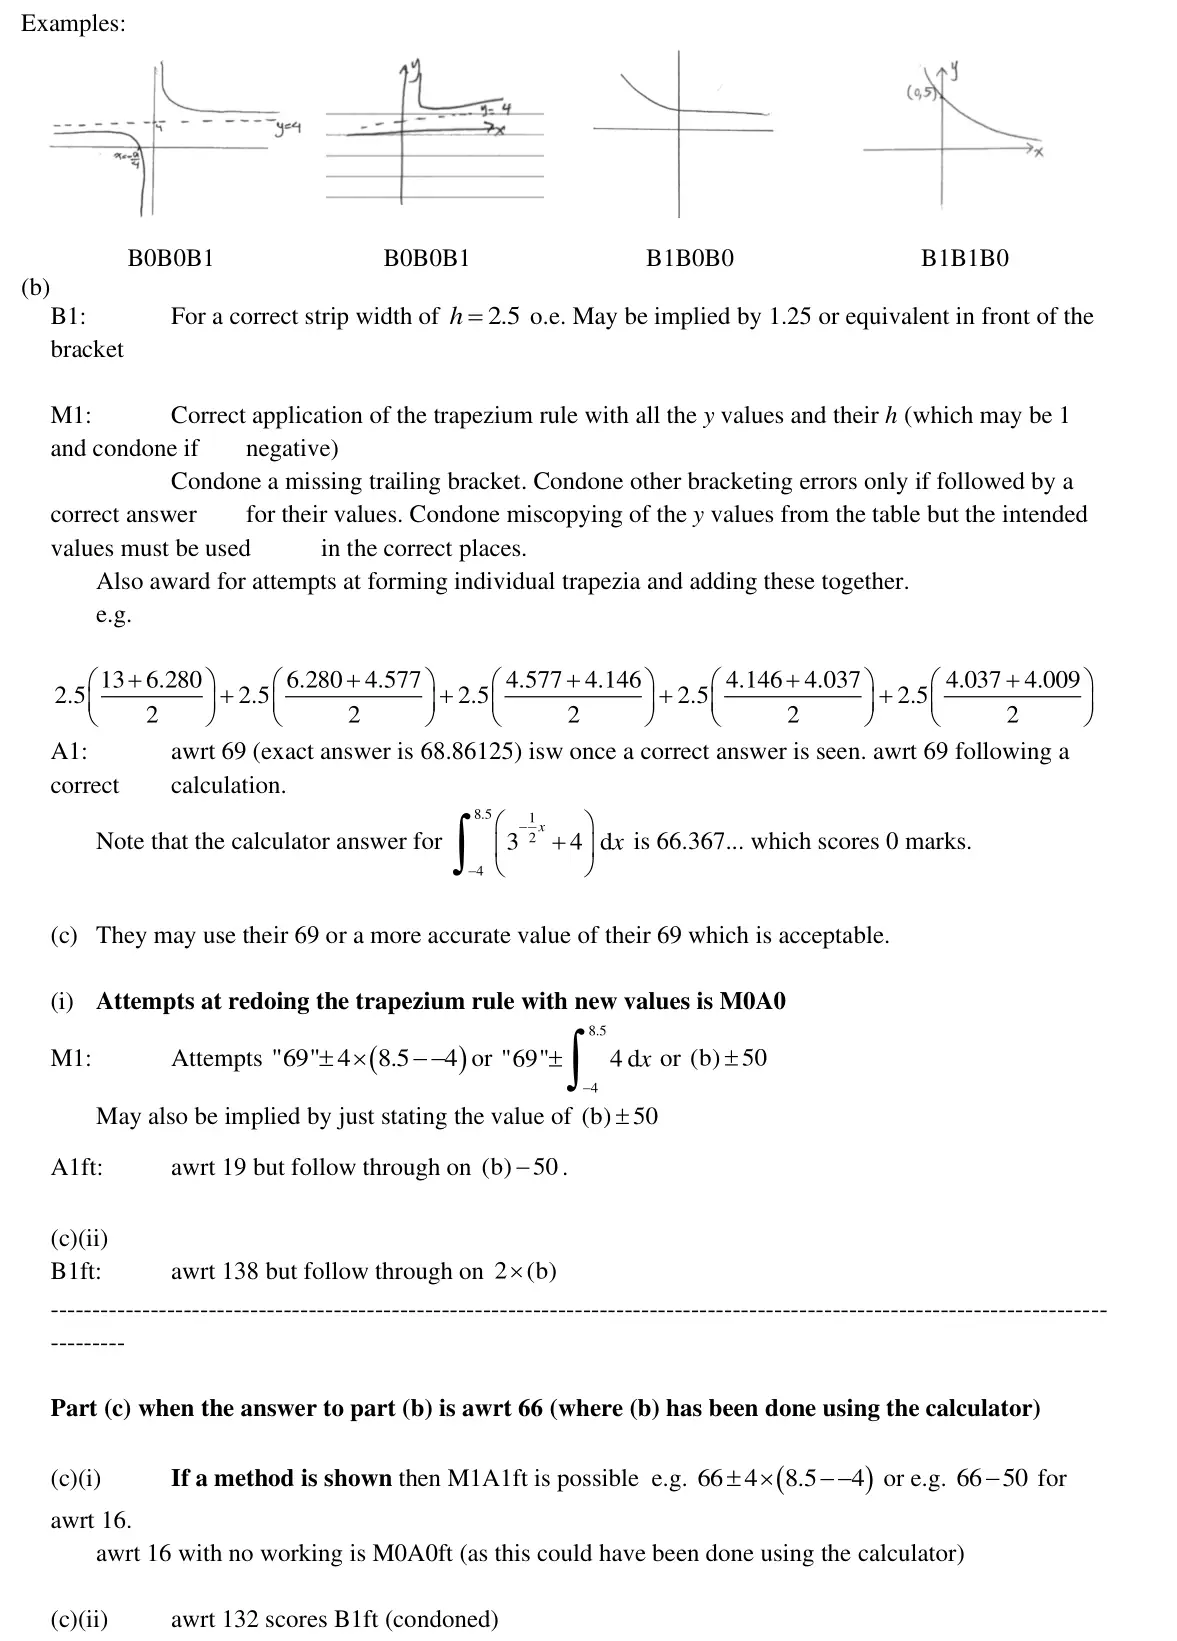 Examples:
y=4
4
x=-a/4
y
y= 4
x
y
(0,5)
x
B0B0B1 B0B0B1 B1B0B0 B1B1B0
(b)
B1: For a correct strip width of h = 2.5 o.e. May be implied by 1.25 or equivalent in front of the
bracket
M1: Correct application of the trapezium rule with all the y values and their h (which may be 1
and condone if negative)
Condone a missing trailing bracket. Condone other bracketing errors only if followed by a
correct answer for their values. Condone miscopying of the y values from the table but the intended
values must be used in the correct places.
Also award for attempts at forming individual trapezia and adding these together.
e.g.
2.5((13+6.280)/2)+2.5((6.280+4.577)/2)+2.5((4.577+4.146)/2)+2.5((4.146+4.037)/2)+2.5((4.037+4.009)/2)
A1: awrt 69 (exact answer is 68.86125) isw once a correct answer is seen. awrt 69 following a
correct calculation.
Note that the calculator answer for ∫_{-4}^{8.5} (3^{-1/2 x} + 4) dx is 66.367... which scores 0 marks.
(c) They may use their 69 or a more accurate value of their 69 which is acceptable.
(i) Attempts at redoing the trapezium rule with new values is M0A0
M1: Attempts "69"±4×(8.5−−4) or "69"± ∫_{-4}^{8.5} 4 dx or (b)±50
May also be implied by just stating the value of (b)±50
A1ft: awrt 19 but follow through on (b)−50.
(c)(ii)
B1ft: awrt 138 but follow through on 2×(b)
--------------------------------------------------------------------------------------------------------------------------------
---------
Part (c) when the answer to part (b) is awrt 66 (where (b) has been done using the calculator)
(c)(i) If a method is shown then M1A1ft is possible e.g. 66±4×(8.5−−4) or e.g. 66−50 for
awrt 16.
awrt 16 with no working is M0A0ft (as this could have been done using the calculator)
(c)(ii) awrt 132 scores B1ft (condoned)